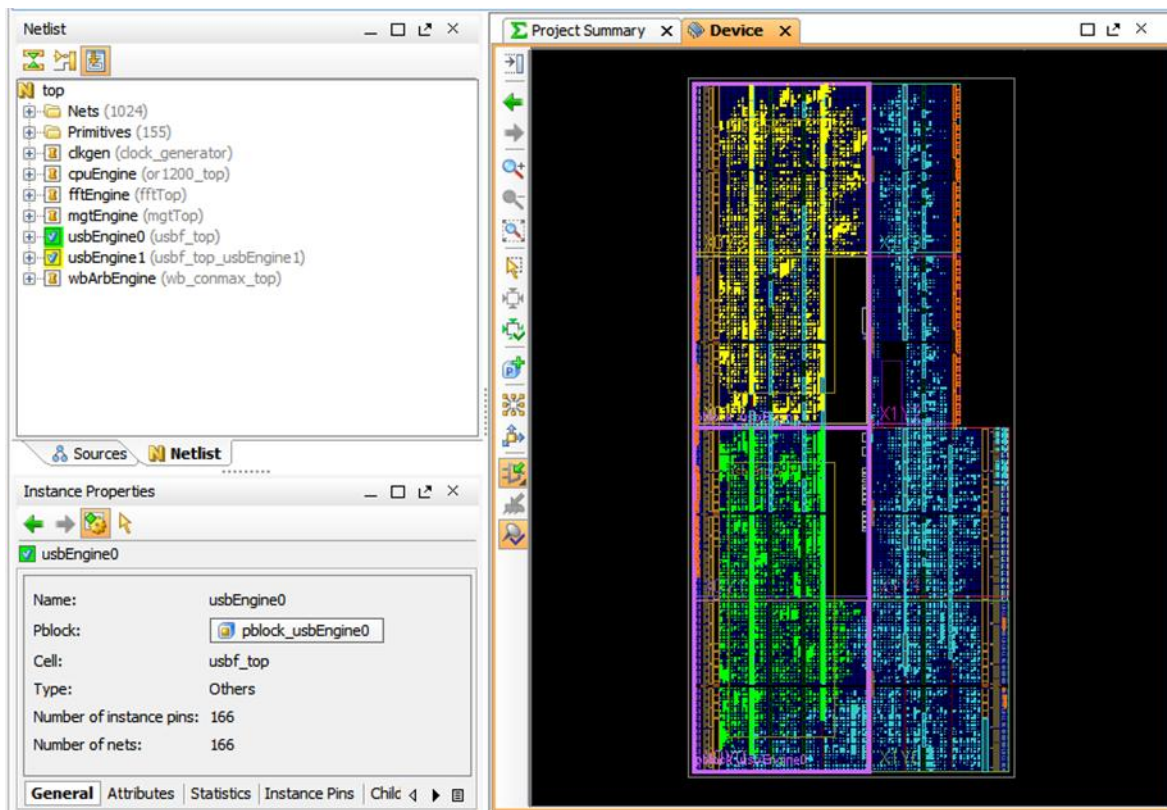 Netlist
top
Nets (1024)
Primitives (155)
clkgen (clock_generator)
cpuEngine (or1200_top)
fftEngine (fftTop)
mgtEngine (mgtTop)
usbEngine0 (usbf_top)
usbEngine1 (usbf_top_usbEngine1)
wbArbEngine (wb_conmax_top)
Sources Netlist
Instance Properties
usbEngine0
Name: usbEngine0
Pblock: pblock_usbEngine0
Cell: usbf_top
Type: Others
Number of instance pins: 166
Number of nets: 166
General Attributes Statistics Instance Pins Chilc
Project Summary Device
pblock_usbEngine0